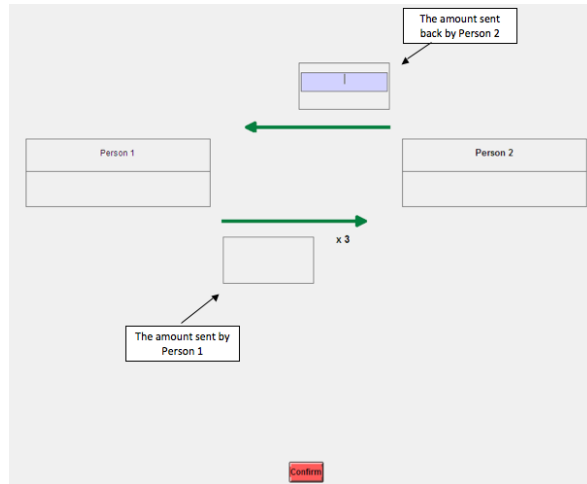 The amount sent
back by Person 2
Person 1
Person 2
x 3
The amount sent by
Person 1
Confirm